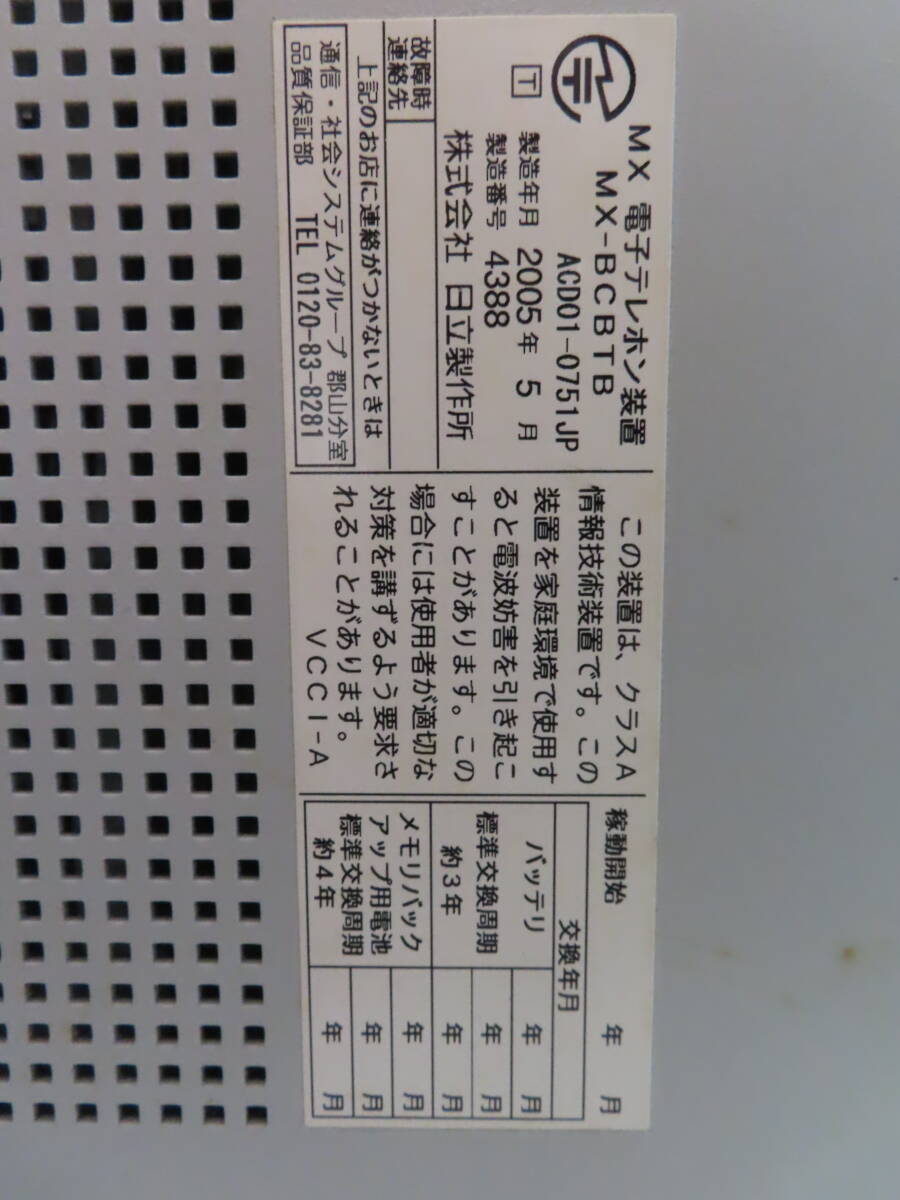 MX 電子テレホン装置
MX-BCBTB
ACD01-0751JP
T
製造年月 2005年 5月
製造番号 4388
株式会社 日立製作所
故障時
連絡先
上記のお店に連絡がつかないときは
通信・社会システムグループ 郡山分室
品質保証部 TEL 0120-83-8281
この装置は、クラスA
情報技術装置です。この
装置を家庭環境で使用す
ると電波妨害を引き起こ
すことがあります。この
場合には使用者が適切な
対策を講ずるよう要求さ
れることがあります。
VCCI-A
稼動開始 年 月
交換年月
バッテリ
標準交換周期
約3年
年 月
年 月
年 月
メモリバック
アップ用電池
標準交換周期
約4年
年 月
年 月
年 月